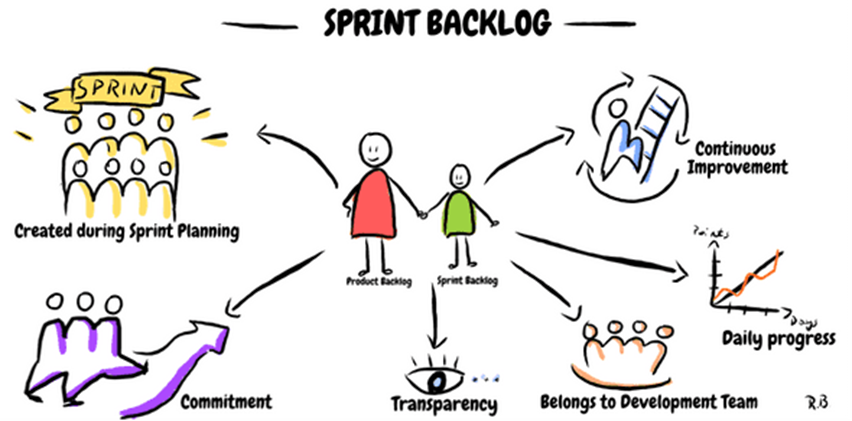 SPRINT BACKLOG
SPRINT
Created during Sprint Planning
Continuous
Improvement
Product Backlog
Sprint Backlog
Points
Days
Daily progress
Commitment
Transparency
Belongs to Development Team
R.B